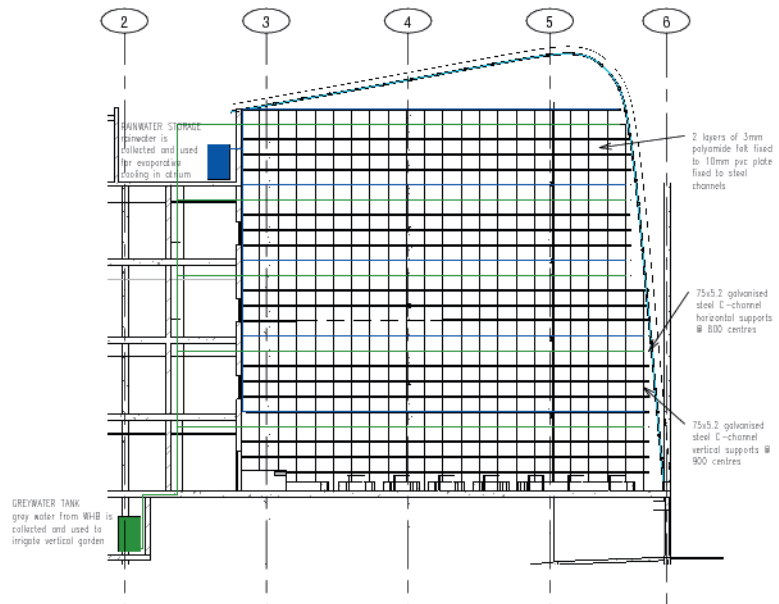 2 3 4 5 6
RAINWATER STORAGE
rainwater is
collected and used
for evaporative
cooling in atrium
2 layers of 3mm
polyamide felt fixed
to 10mm pvc plate
fixed to steel
channels
75x5.2 galvanised
steel C-channel
horizontal supports
@ 800 centres
75x5.2 galvanised
steel C-channel
vertical supports @
900 centres
GREYWATER TANK
grey water from WHB is
collected and used to
irrigate vertical garden